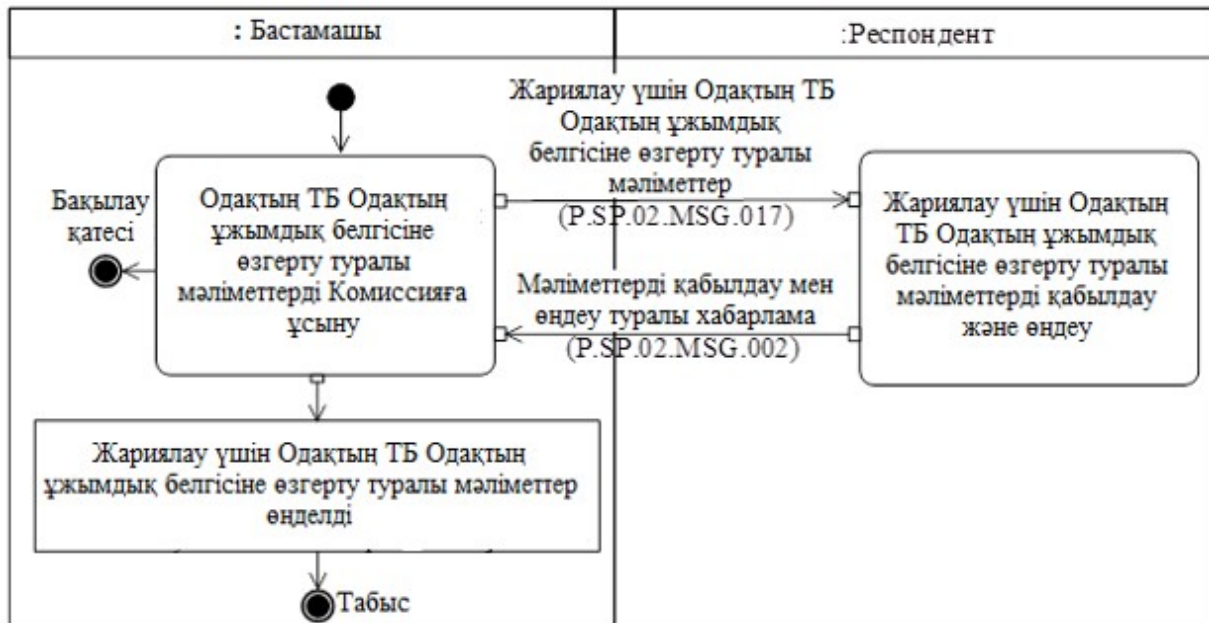 : Бастамашы
:Респондент
Жариялау үшін Одақтың ТБ
Одақтың ұжымдық
белгісіне өзгерту туралы
мәліметтер
(P.SP.02.MSG.017)
Бақылау
қатесі
Одақтың ТБ Одақтың
ұжымдық белгісіне
өзгерту туралы
мәліметтерді Комиссияға
ұсыну
Жариялау үшін Одақтың
ТБ Одақтың ұжымдық
белгісіне өзгерту туралы
мәліметтерді қабылдау
және өңдеу
Мәліметтерді қабылдау мен
өңдеу туралы хабарлама
(P.SP.02.MSG.002)
Жариялау үшін Одақтың ТБ Одақтың
ұжымдық белгісіне өзгерту туралы мәліметтер
өңделді
Табыс